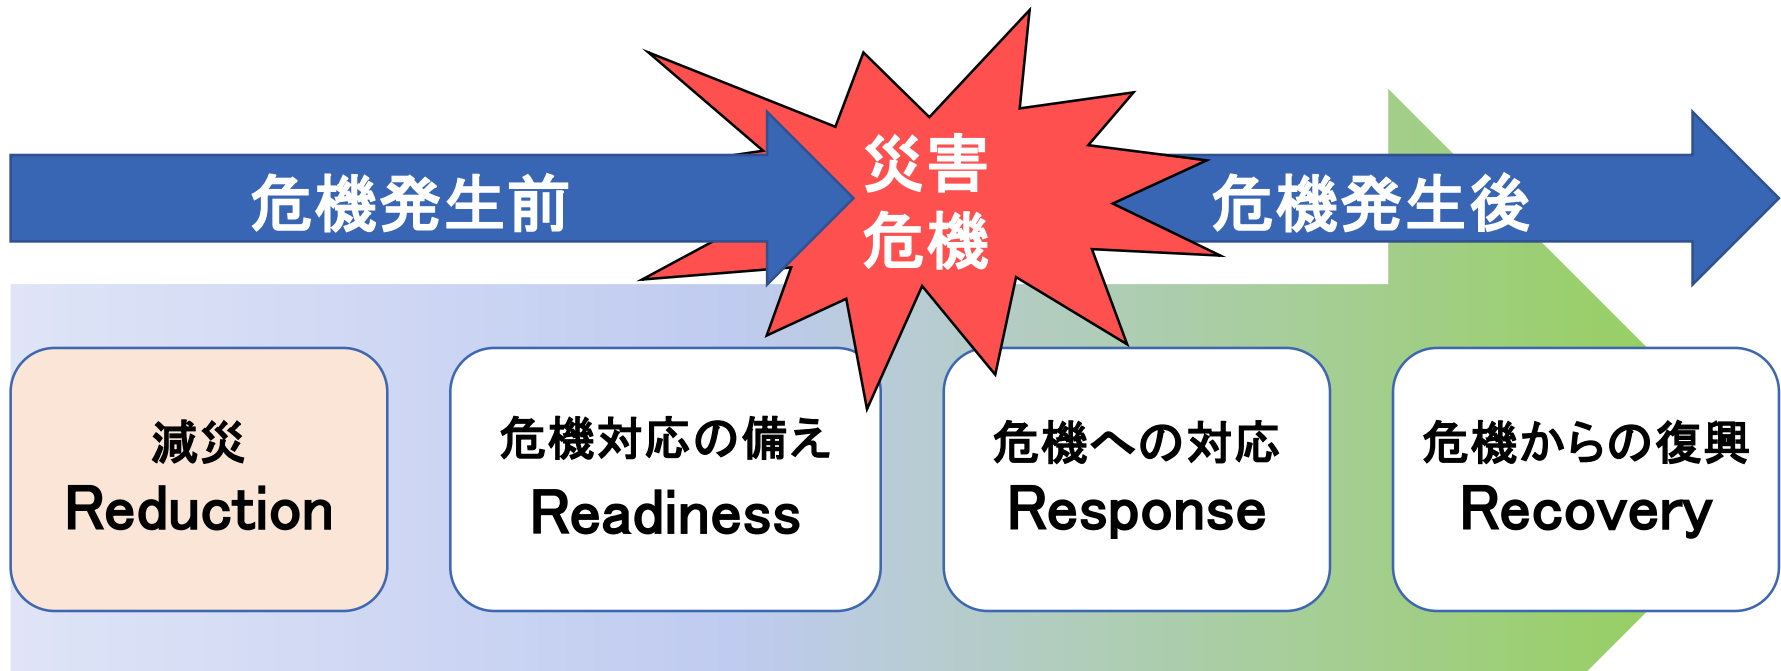 危機発生前
災害
危機
危機発生後
減災
Reduction
危機対応の備え
Readiness
危機への対応
Response
危機からの復興
Recovery